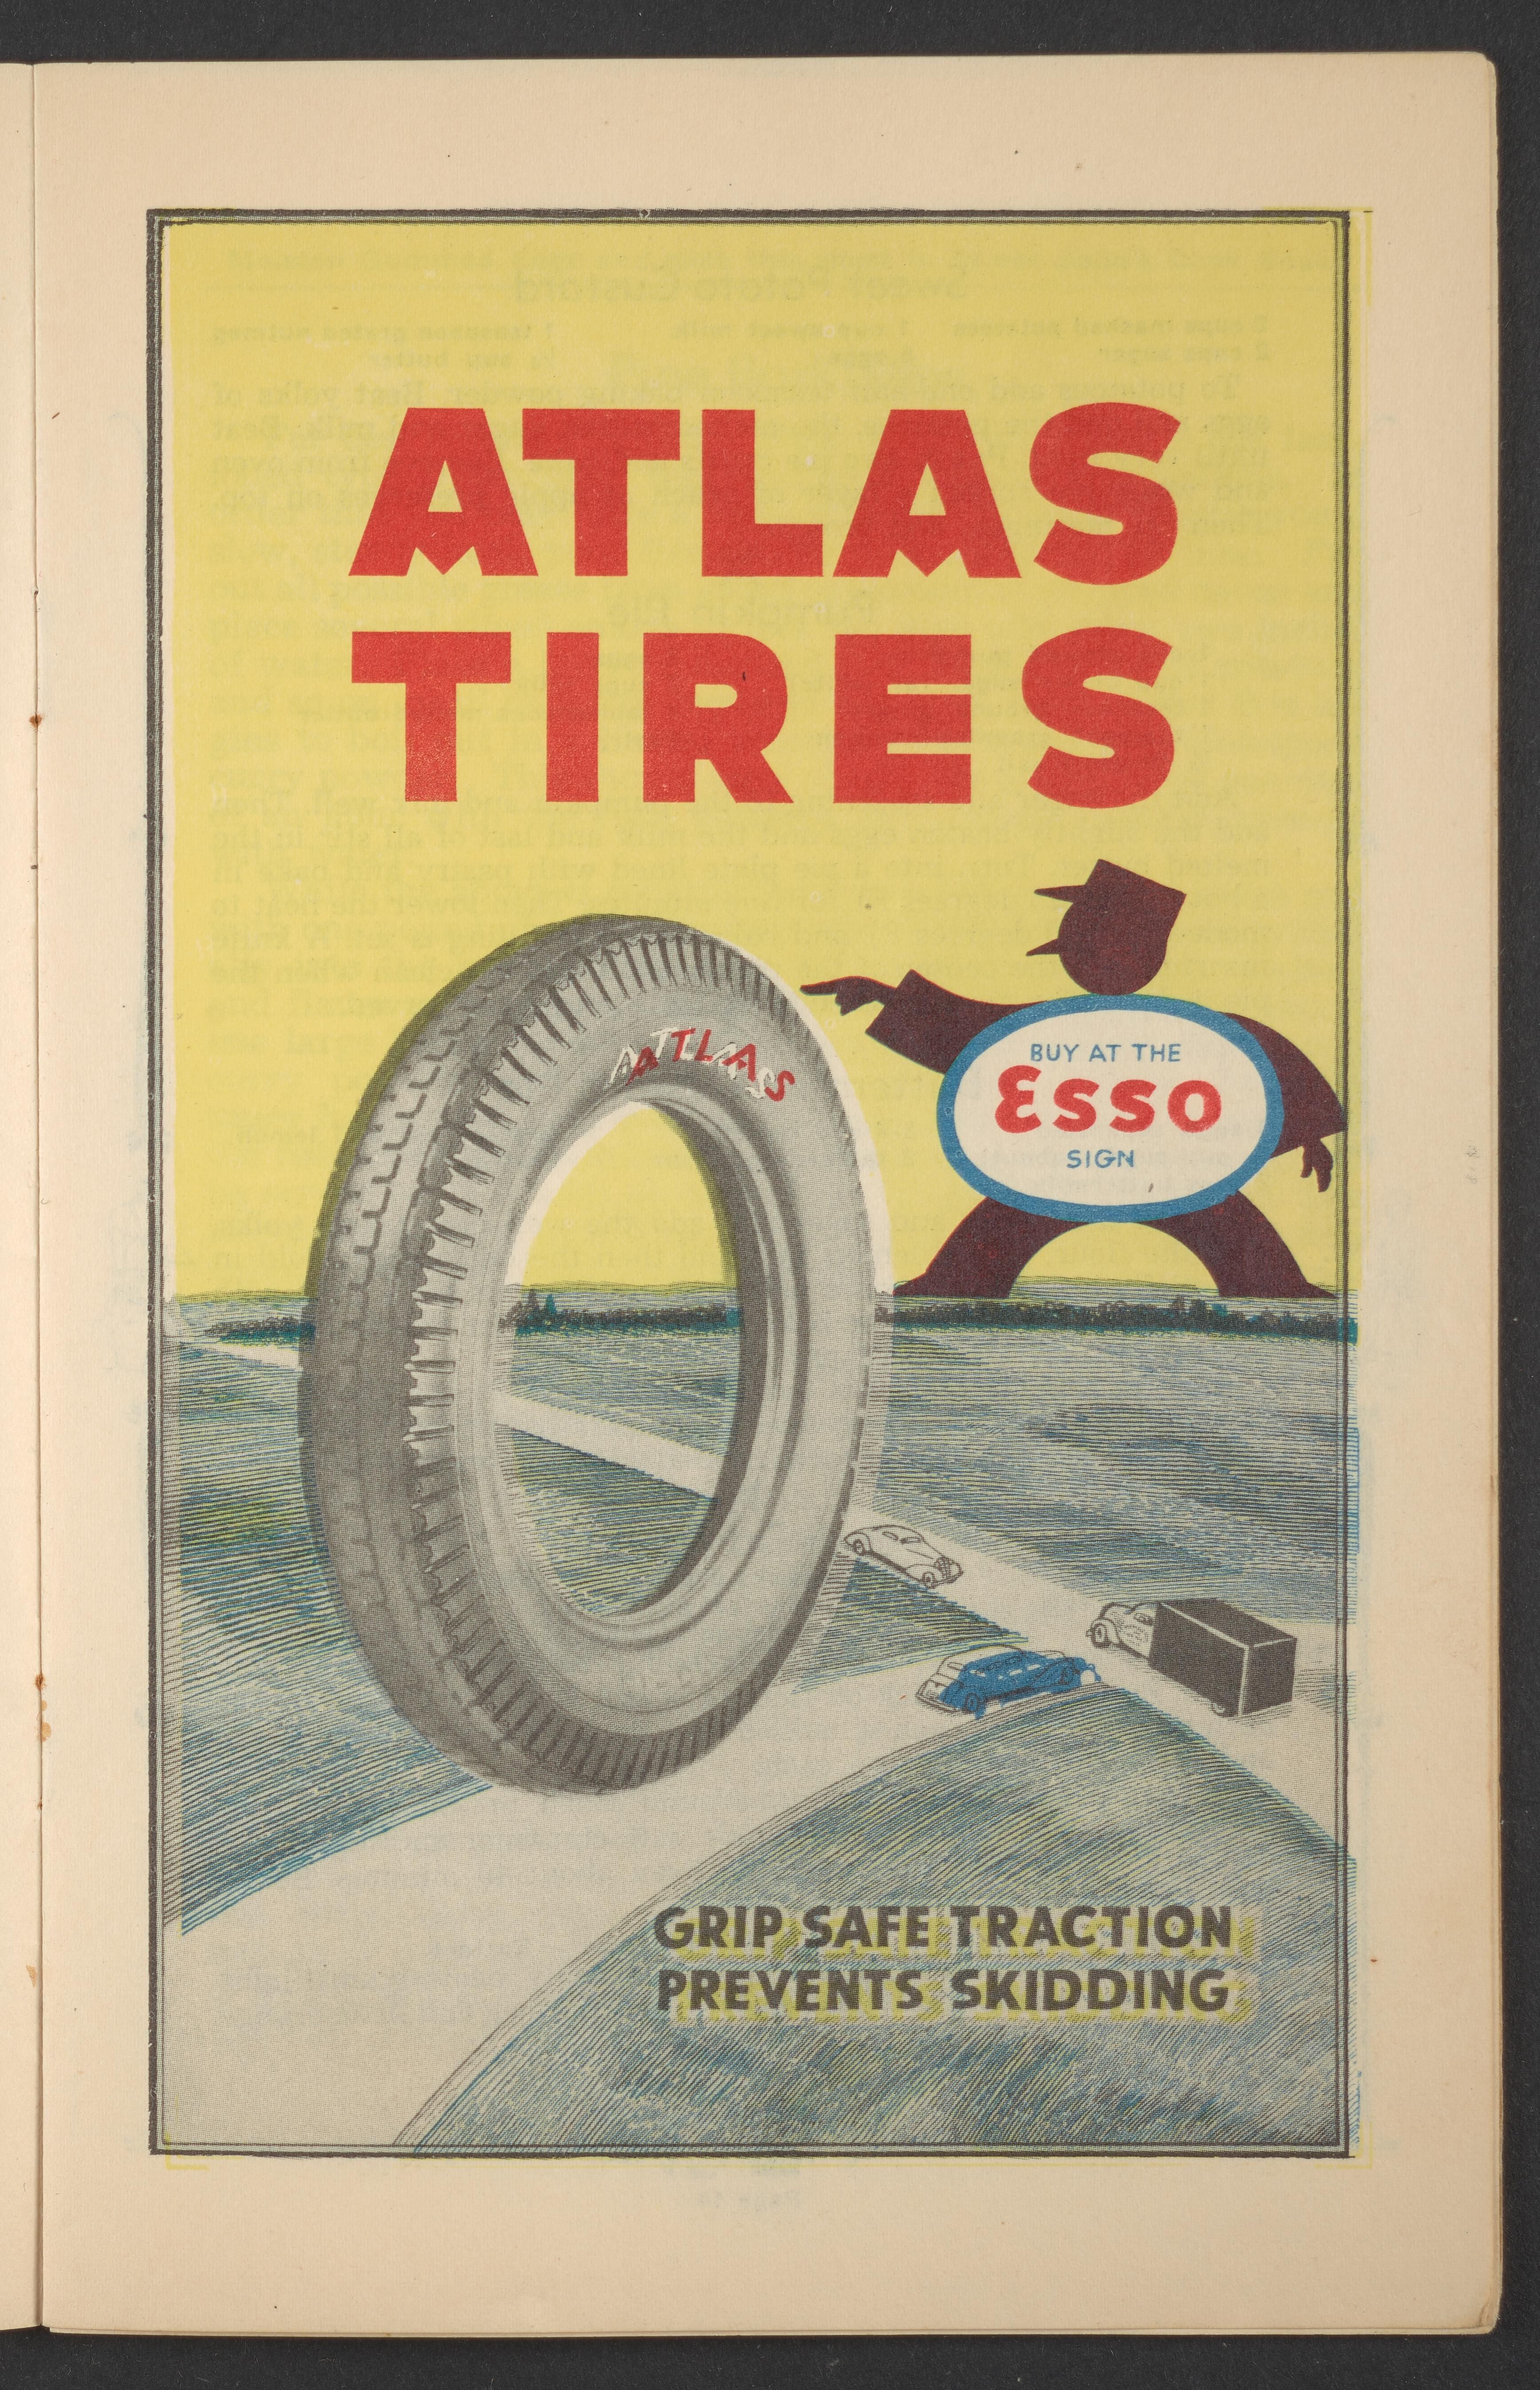 ATLAS
TIRES
ATLAS
BUY AT THE
ESSO
SIGN
GRIP SAFE TRACTION
PREVENTS SKIDDING